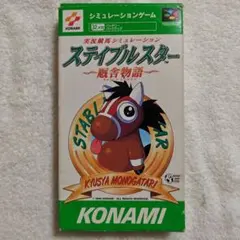 KONAMI
シミュレーションゲーム
実況競馬シミュレーション
ステイブルスター
〜厩舎物語〜
STABLE STAR
KYUSYA MONOGATARI
KONAMI